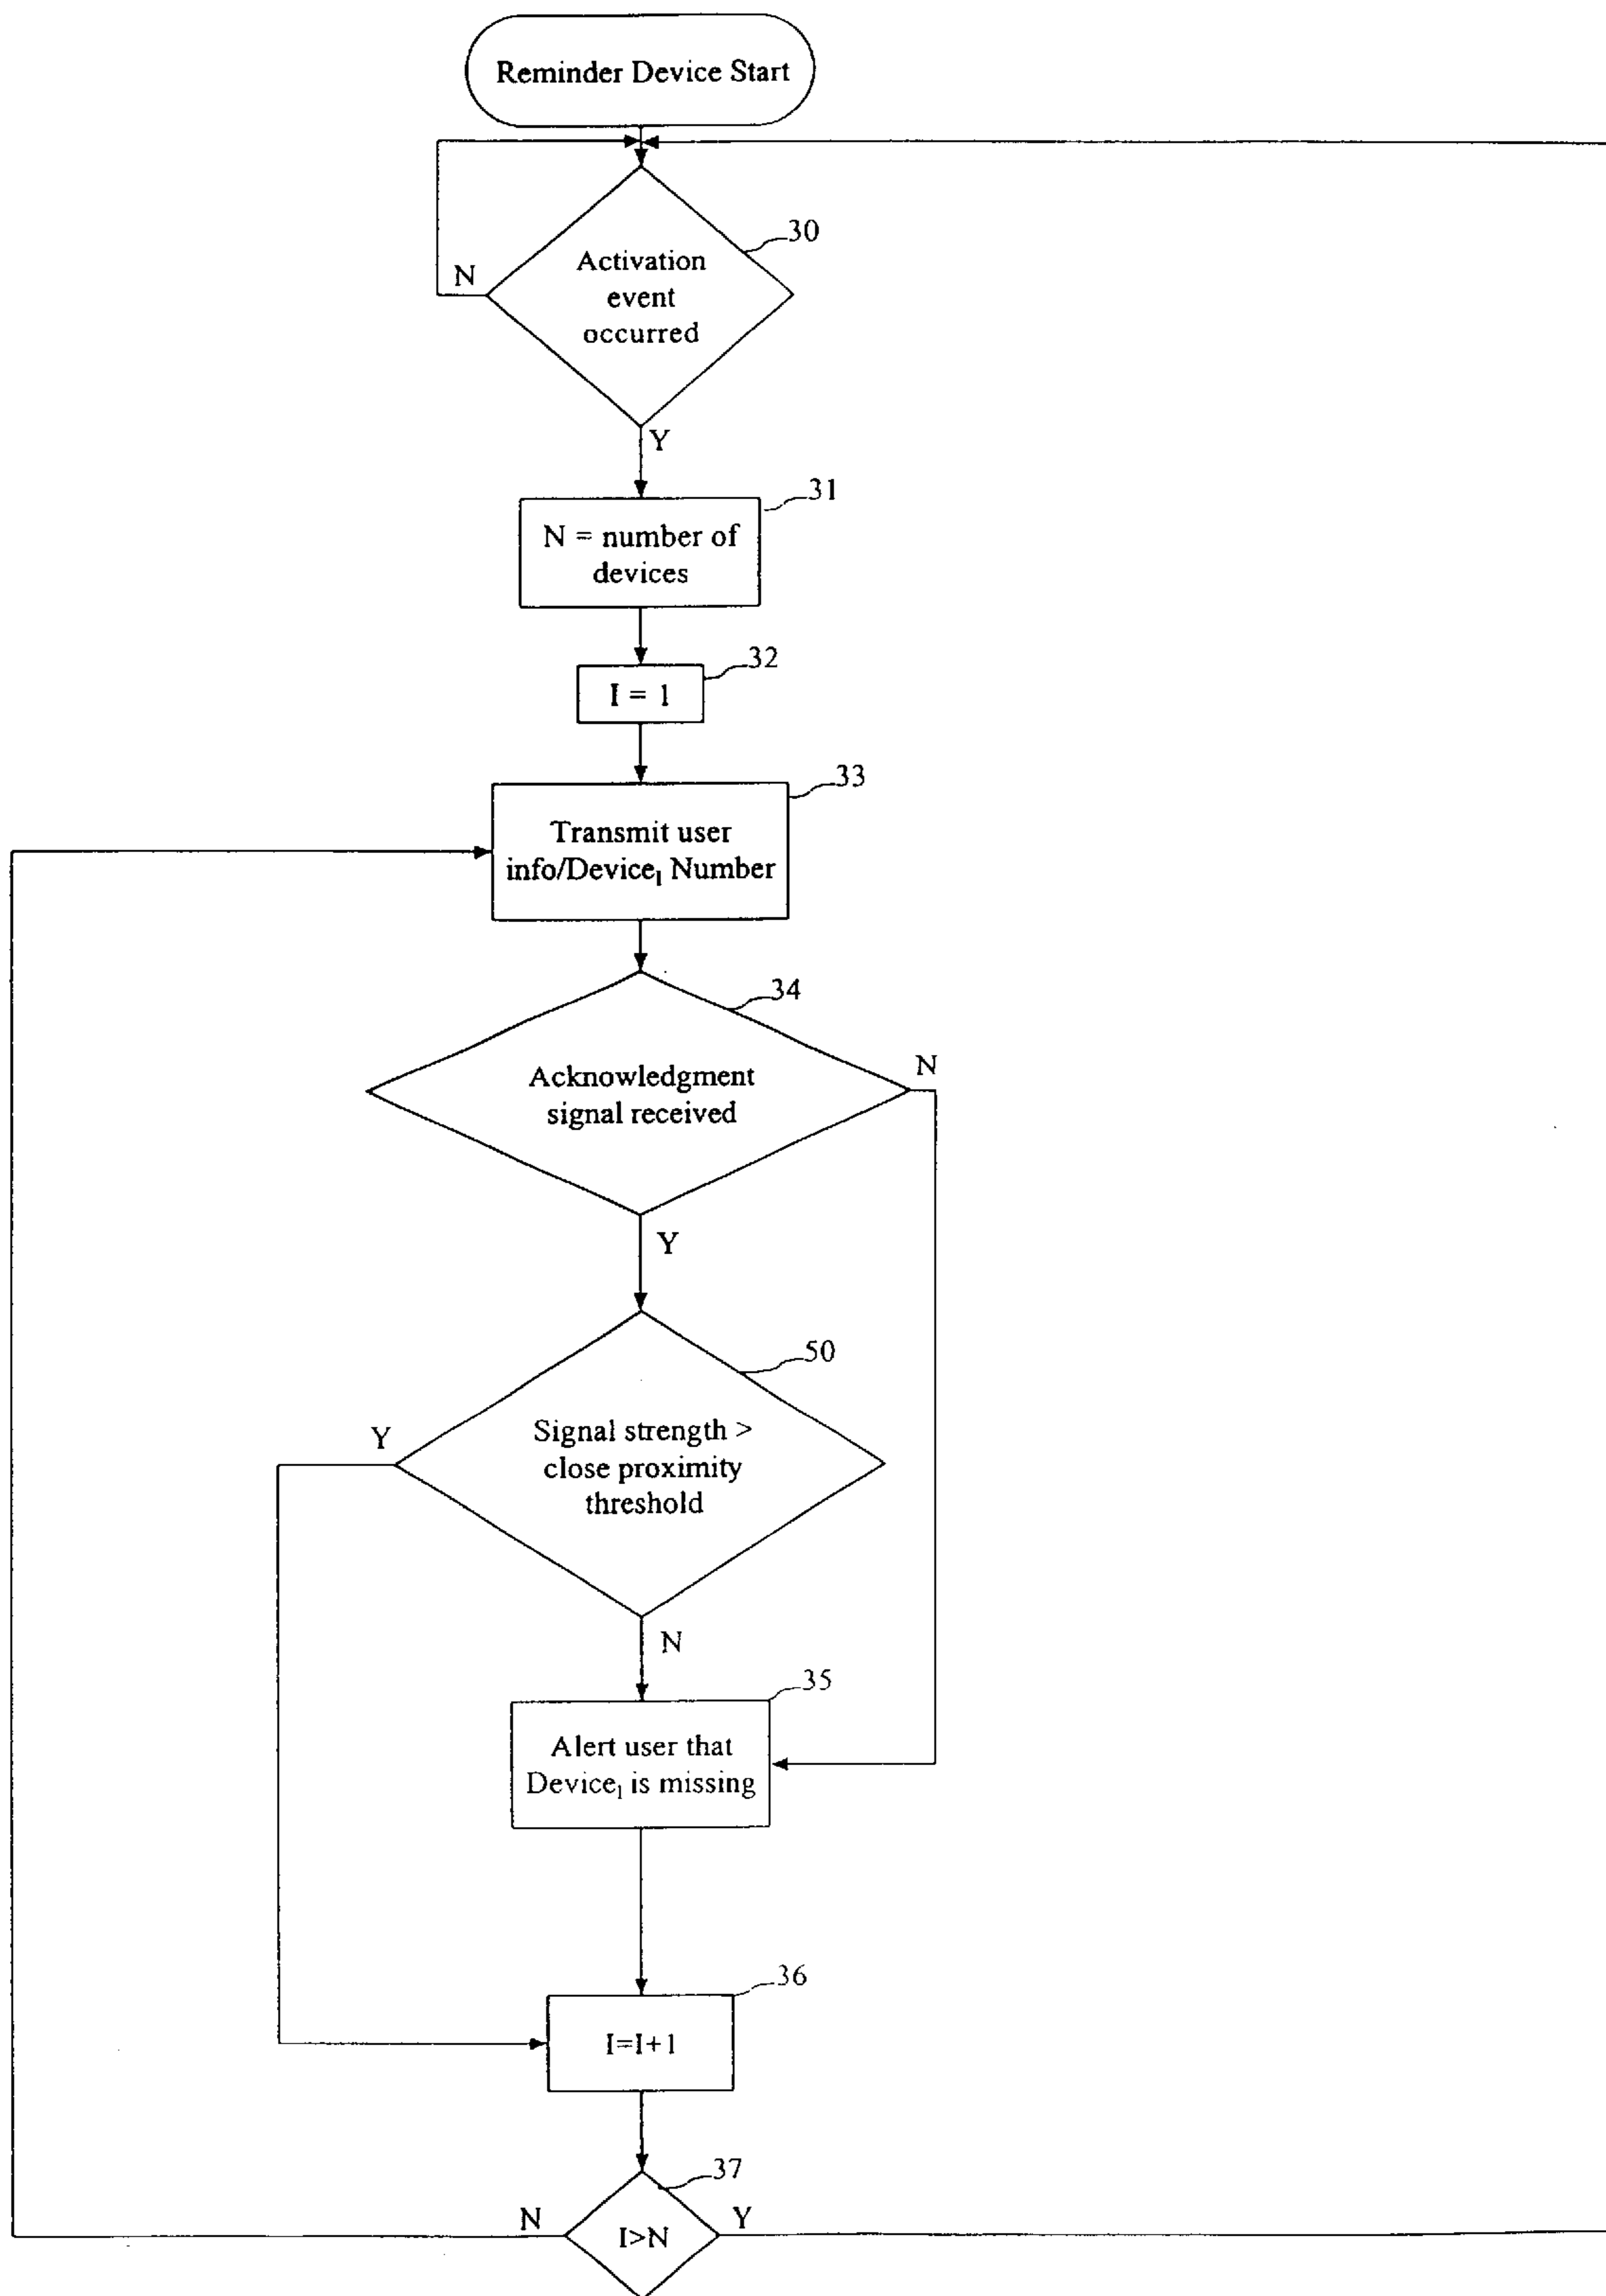 Reminder Device Start
30
Activation
event
occurred
N
Y
31
N = number of
devices
32
I = 1
33
Transmit user
info/DeviceI Number
34
Acknowledgment
signal received
N
Y
50
Signal strength >
close proximity
threshold
Y
N
35
Alert user that
DeviceI is missing
36
I=I+1
37
I>N
N
Y